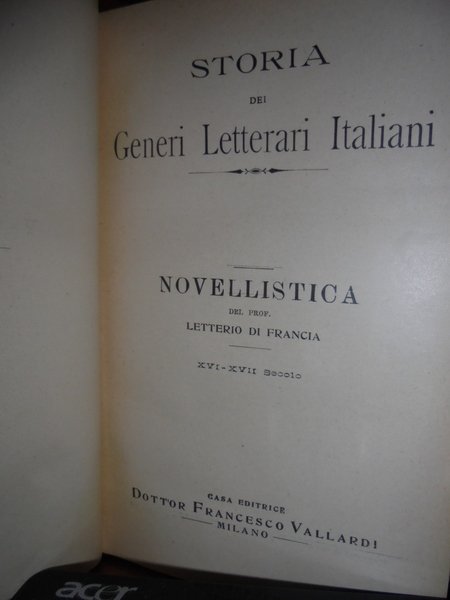 STORIA
DEI
Generi Letterari Italiani
NOVELLISTICA
DEL PROF.
LETTERIO DI FRANCIA
XVI-XVII Secolo
CASA EDITRICE
DOTTOR FRANCESCO VALLARDI
MILANO
acer